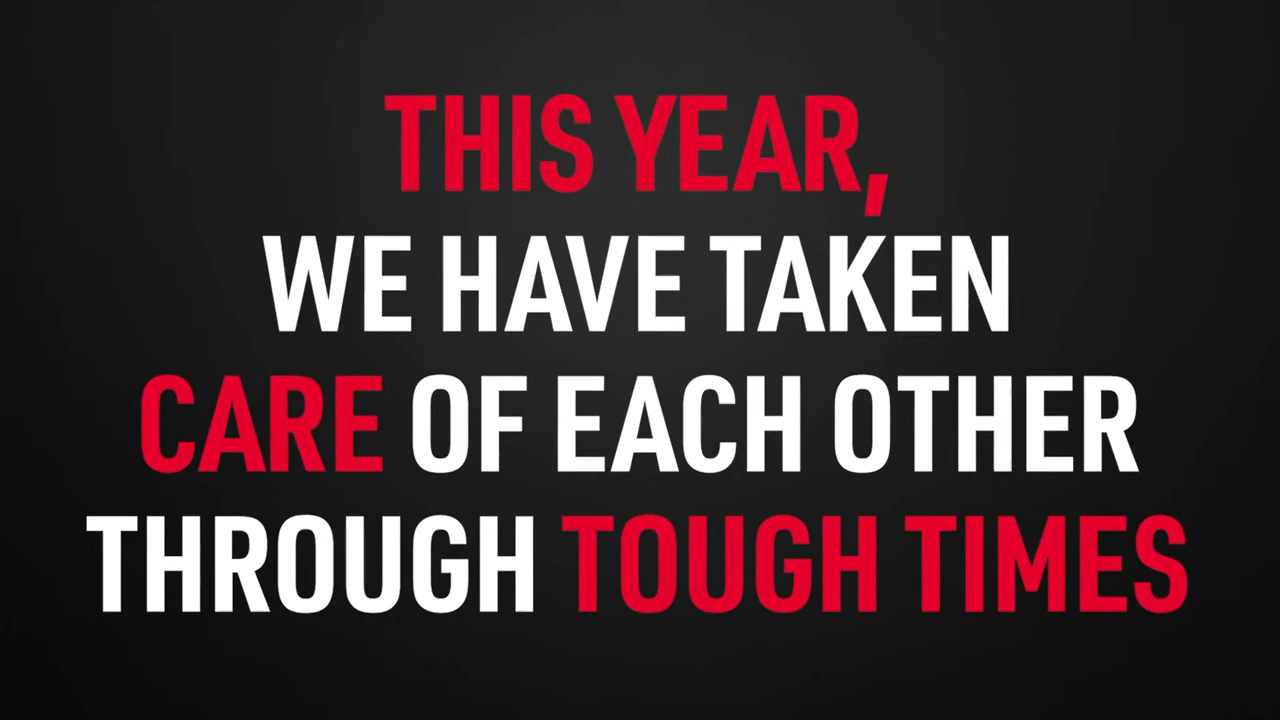 THIS YEAR,
WE HAVE TAKEN
CARE OF EACH OTHER
THROUGH TOUGH TIMES